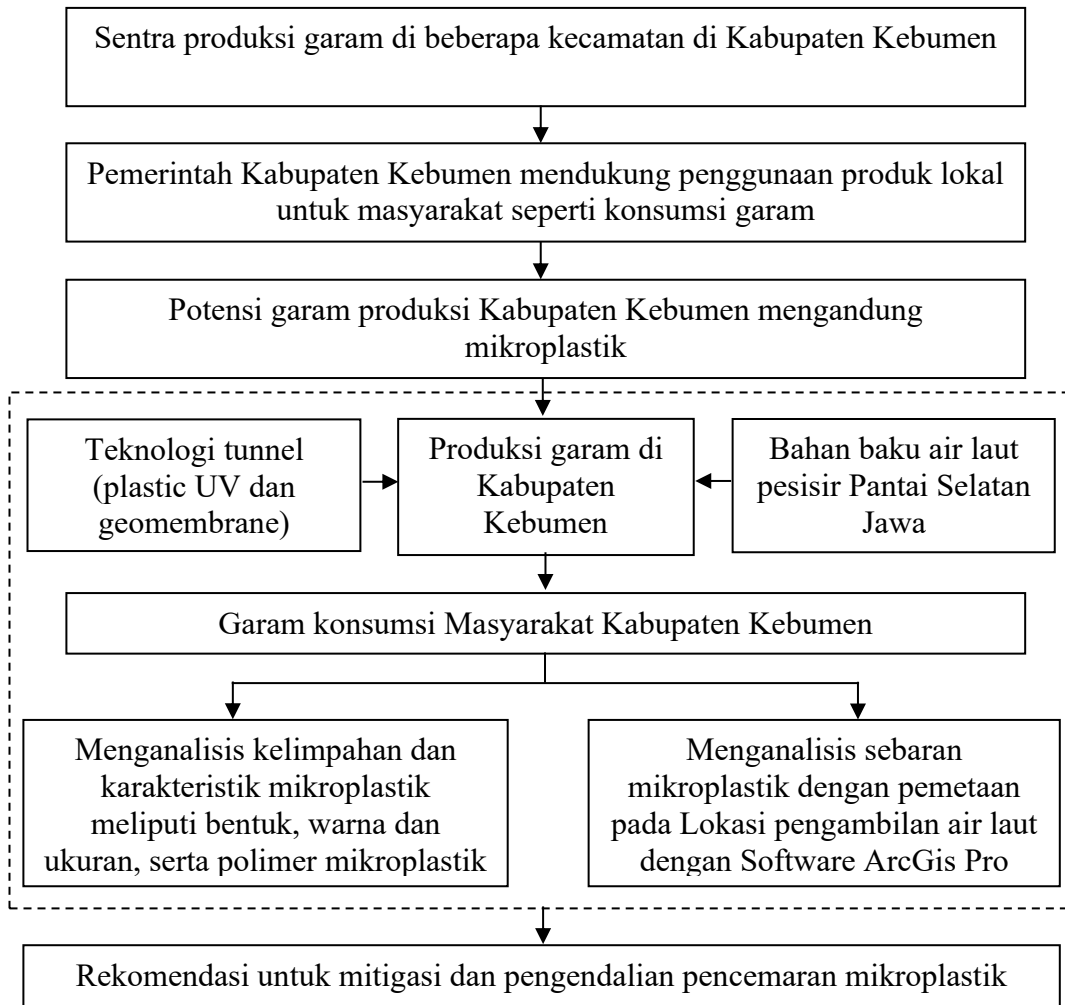 Sentra produksi garam di beberapa kecamatan di Kabupaten Kebumen
Pemerintah Kabupaten Kebumen mendukung penggunaan produk lokal
untuk masyarakat seperti konsumsi garam
Potensi garam produksi Kabupaten Kebumen mengandung
mikroplastik
Teknologi tunnel
(plastic UV dan
geomembrane)
Produksi garam di
Kabupaten
Kebumen
Bahan baku air laut
pesisir Pantai Selatan
Jawa
Garam konsumsi Masyarakat Kabupaten Kebumen
Menganalisis kelimpahan dan
karakteristik mikroplastik
meliputi bentuk, warna dan
ukuran, serta polimer mikroplastik
Menganalisis sebaran
mikroplastik dengan pemetaan
pada Lokasi pengambilan air laut
dengan Software ArcGis Pro
Rekomendasi untuk mitigasi dan pengendalian pencemaran mikroplastik